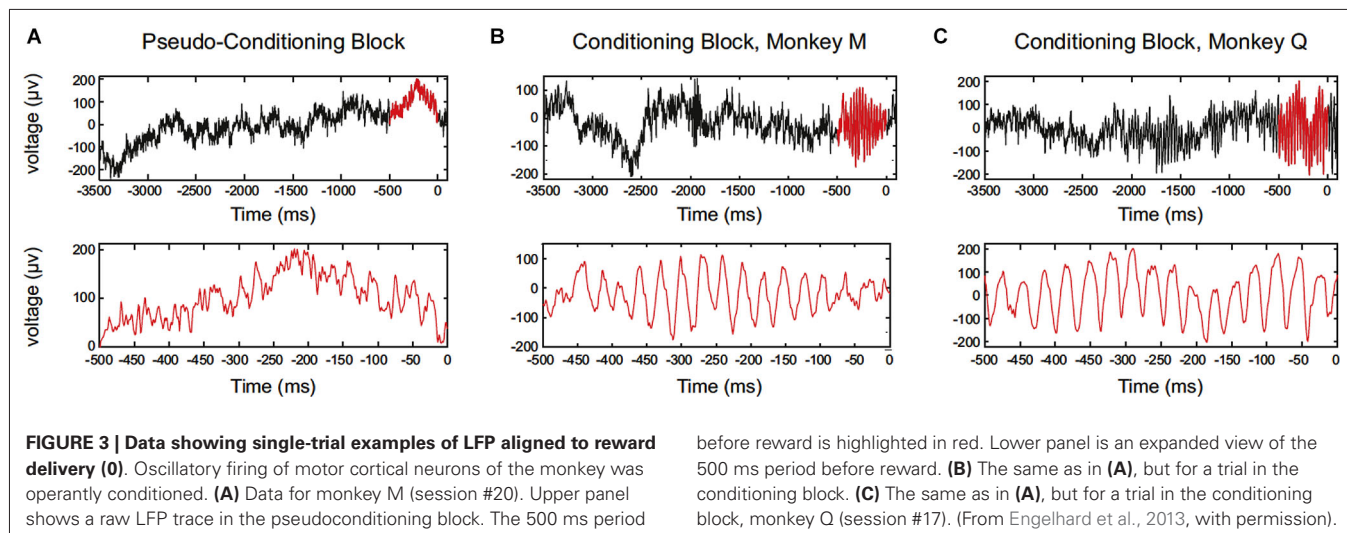 A
Pseudo-Conditioning Block
voltage (µv)
200
100
0
-100
-200
-3500 -3000 -2500 -2000 -1500 -1000 -500 0
Time (ms)
voltage (µv)
200
100
0
-500 -450 -400 -350 -300 -250 -200 -150 -100 -50 0
Time (ms)
B
Conditioning Block, Monkey M
100
0
-100
-200
-3500 -3000 -2500 -2000 -1500 -1000 -500 0
Time (ms)
100
0
-100
-200
-500 -450 -400 -350 -300 -250 -200 -150 -100 -50 0
Time (ms)
C
Conditioning Block, Monkey Q
200
100
0
-100
-200
-3500 -3000 -2500 -2000 -1500 -1000 -500 0
Time (ms)
200
100
0
-100
-200
-500 -450 -400 -350 -300 -250 -200 -150 -100 -50 0
Time (ms)
FIGURE 3 | Data showing single-trial examples of LFP aligned to reward
delivery (0). Oscillatory firing of motor cortical neurons of the monkey was
operantly conditioned. (A) Data for monkey M (session #20). Upper panel
shows a raw LFP trace in the pseudoconditioning block. The 500 ms period
before reward is highlighted in red. Lower panel is an expanded view of the
500 ms period before reward. (B) The same as in (A), but for a trial in the
conditioning block. (C) The same as in (A), but for a trial in the conditioning
block, monkey Q (session #17). (From Engelhard et al., 2013, with permission).